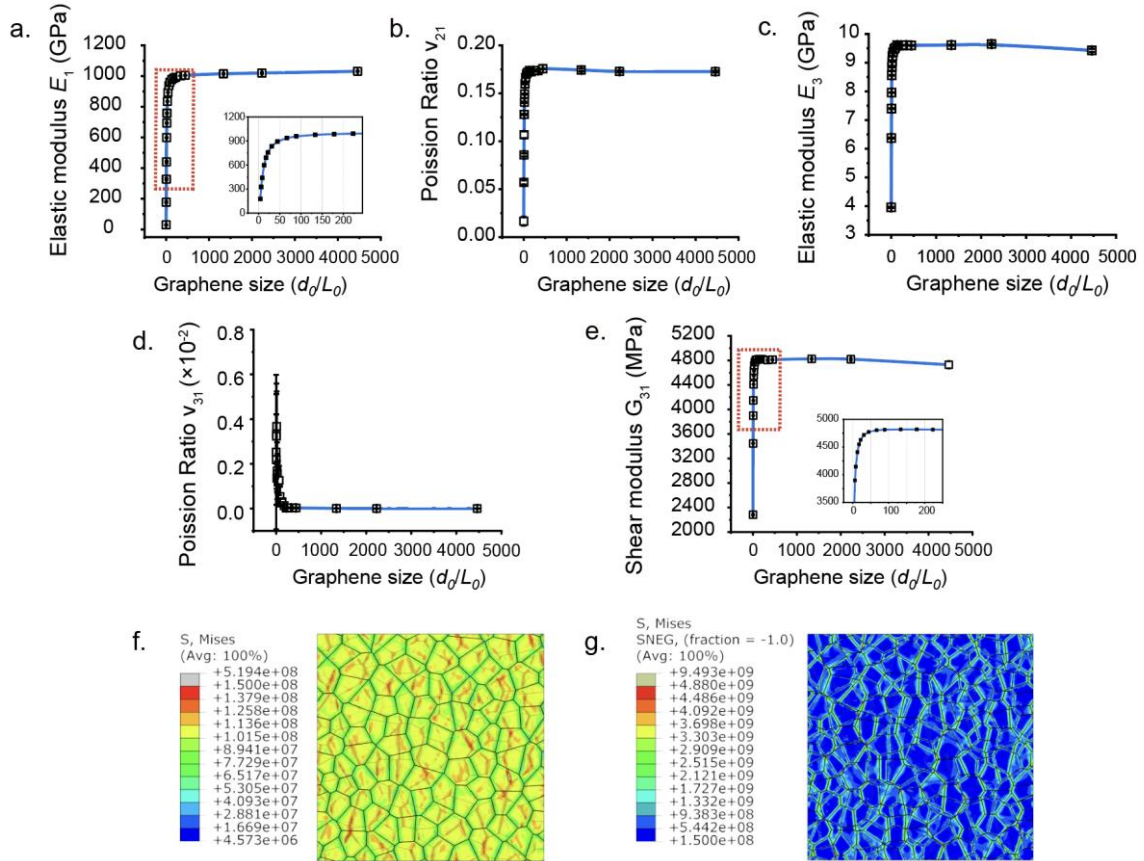 a.
Elastic modulus E₁ (GPa)
1200
1000
800
600
400
200
0
0 1000 2000 3000 4000 5000
Graphene size (d₀/L₀)
1200
900
600
300
0
0 50 100 150 200
b.
Poission Ratio v₂₁
0.20
0.15
0.10
0.05
0.00
0 1000 2000 3000 4000 5000
Graphene size (d₀/L₀)
c.
Elastic modulus E₃ (GPa)
10
9
8
7
6
5
4
3
0 1000 2000 3000 4000 5000
Graphene size (d₀/L₀)
d.
Poission Ratio v₃₁ (×10⁻²)
0.8
0.6
0.4
0.2
0.0
0 1000 2000 3000 4000 5000
Graphene size (d₀/L₀)
e.
Shear modulus G₃₁ (MPa)
5200
4800
4400
4000
3600
3200
2800
2400
2000
0 1000 2000 3000 4000 5000
Graphene size (d₀/L₀)
5000
4500
4000
3500
0 50 100 150 200
f.
S, Mises
(Avg: 100%)
+5.194e+08
+1.500e+08
+1.379e+08
+1.258e+08
+1.136e+08
+1.015e+08
+8.941e+07
+7.729e+07
+6.517e+07
+5.305e+07
+4.093e+07
+2.881e+07
+1.669e+07
+4.573e+06
g.
S, Mises
SNEG, (fraction = -1.0)
(Avg: 100%)
+9.493e+09
+4.880e+09
+4.486e+09
+4.092e+09
+3.698e+09
+3.303e+09
+2.909e+09
+2.515e+09
+2.121e+09
+1.727e+09
+1.332e+09
+9.383e+08
+5.442e+08
+1.500e+08